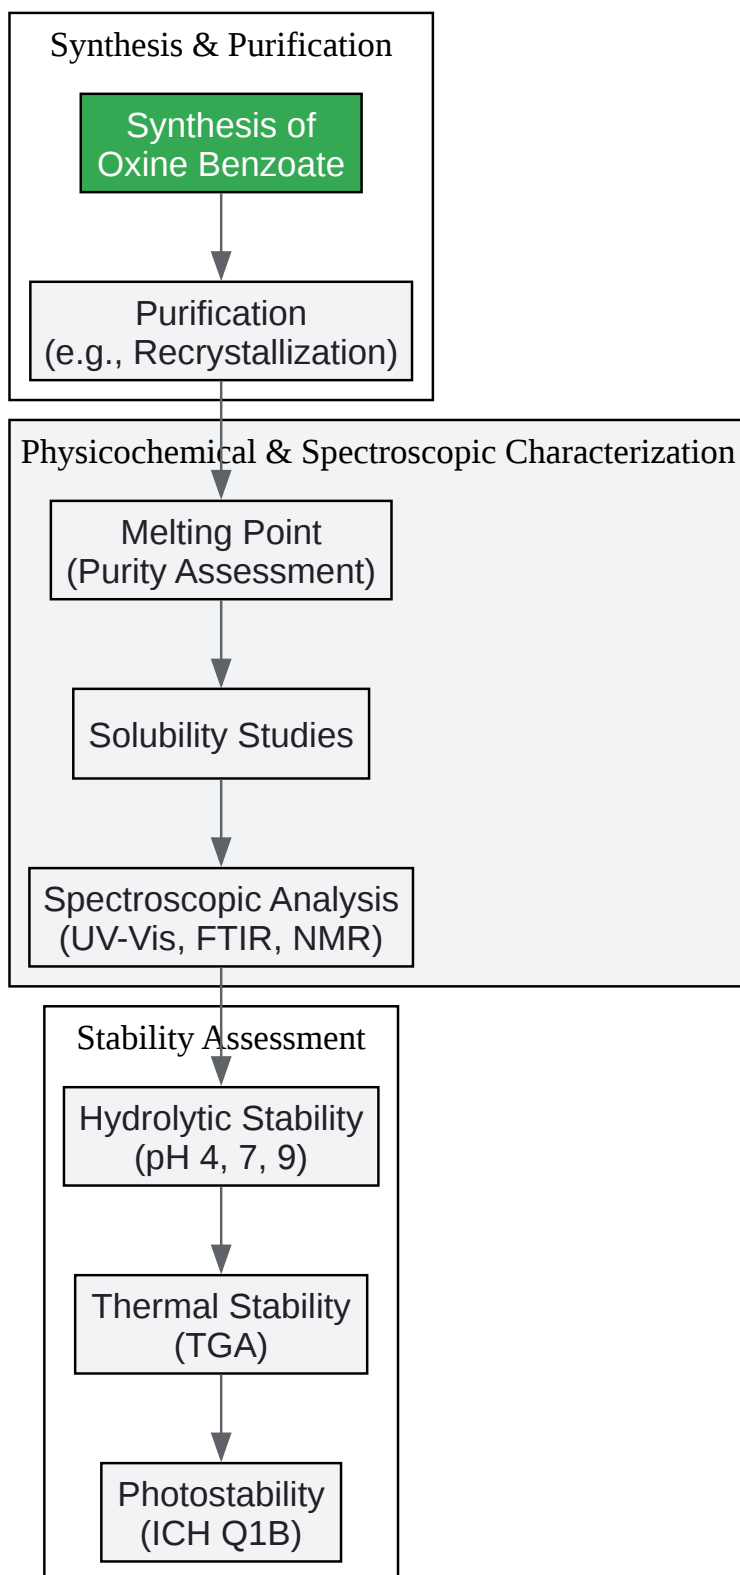 Synthesis & Purification
Synthesis of
Oxine Benzoate
Purification
(e.g., Recrystallization)
Physicochemical & Spectroscopic Characterization
Melting Point
(Purity Assessment)
Solubility Studies
Spectroscopic Analysis
(UV-Vis, FTIR, NMR)
Stability Assessment
Hydrolytic Stability
(pH 4, 7, 9)
Thermal Stability
(TGA)
Photostability
(ICH Q1B)